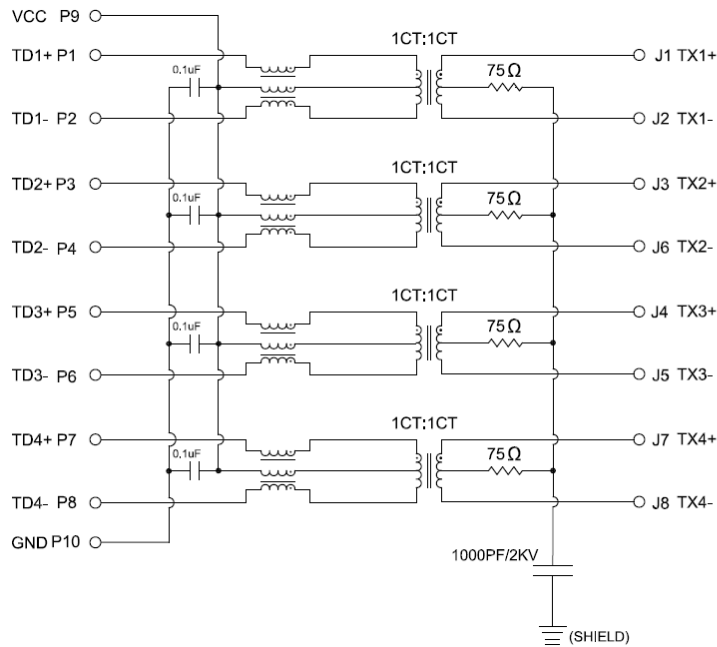 VCC P9
1CT:1CT
TD1+ P1
J1 TX1+
0.1uF
75Ω
TD1- P2
J2 TX1-
1CT:1CT
TD2+ P3
J3 TX2+
0.1uF
75Ω
TD2- P4
J6 TX2-
1CT:1CT
TD3+ P5
J4 TX3+
0.1uF
75Ω
TD3- P6
J5 TX3-
1CT:1CT
TD4+ P7
J7 TX4+
0.1uF
75Ω
TD4- P8
J8 TX4-
GND P10
1000PF/2KV
(SHIELD)